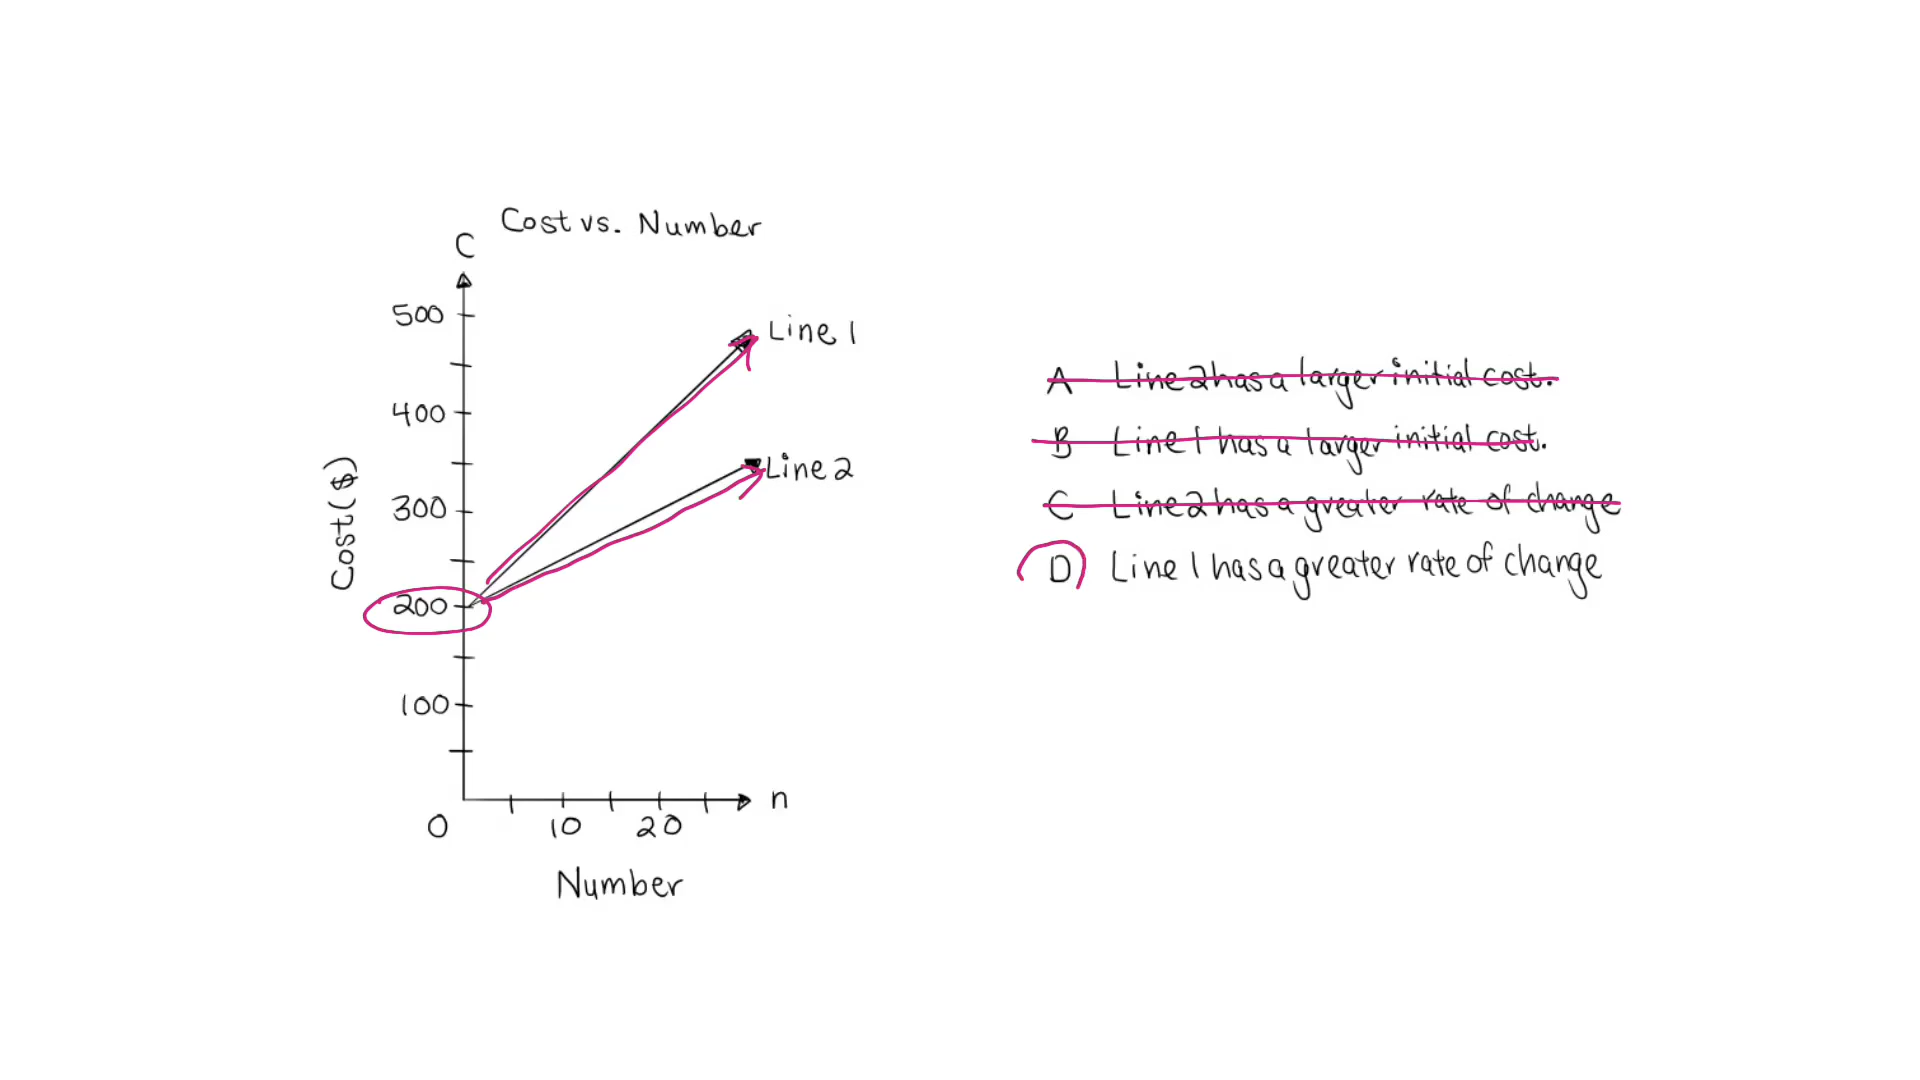 Cost vs. Number
C
500
400
300
200
100
0
Cost ($)
Line 1
Line 2
10
20
n
Number
A Line 2 has a larger initial cost.
B Line 1 has a larger initial cost.
C Line 2 has a greater rate of change
D Line 1 has a greater rate of change